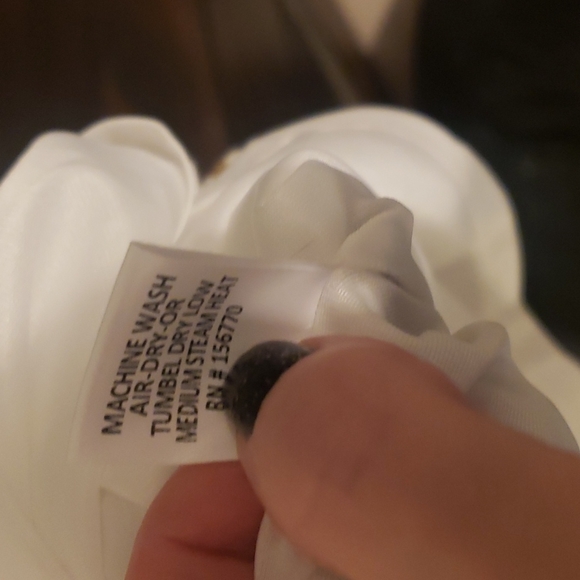 MACHINE WASH
AIR-DRY-OR
TUMBEL DRY LOW
MEDIUM STEAM HEAT
RN # 156770